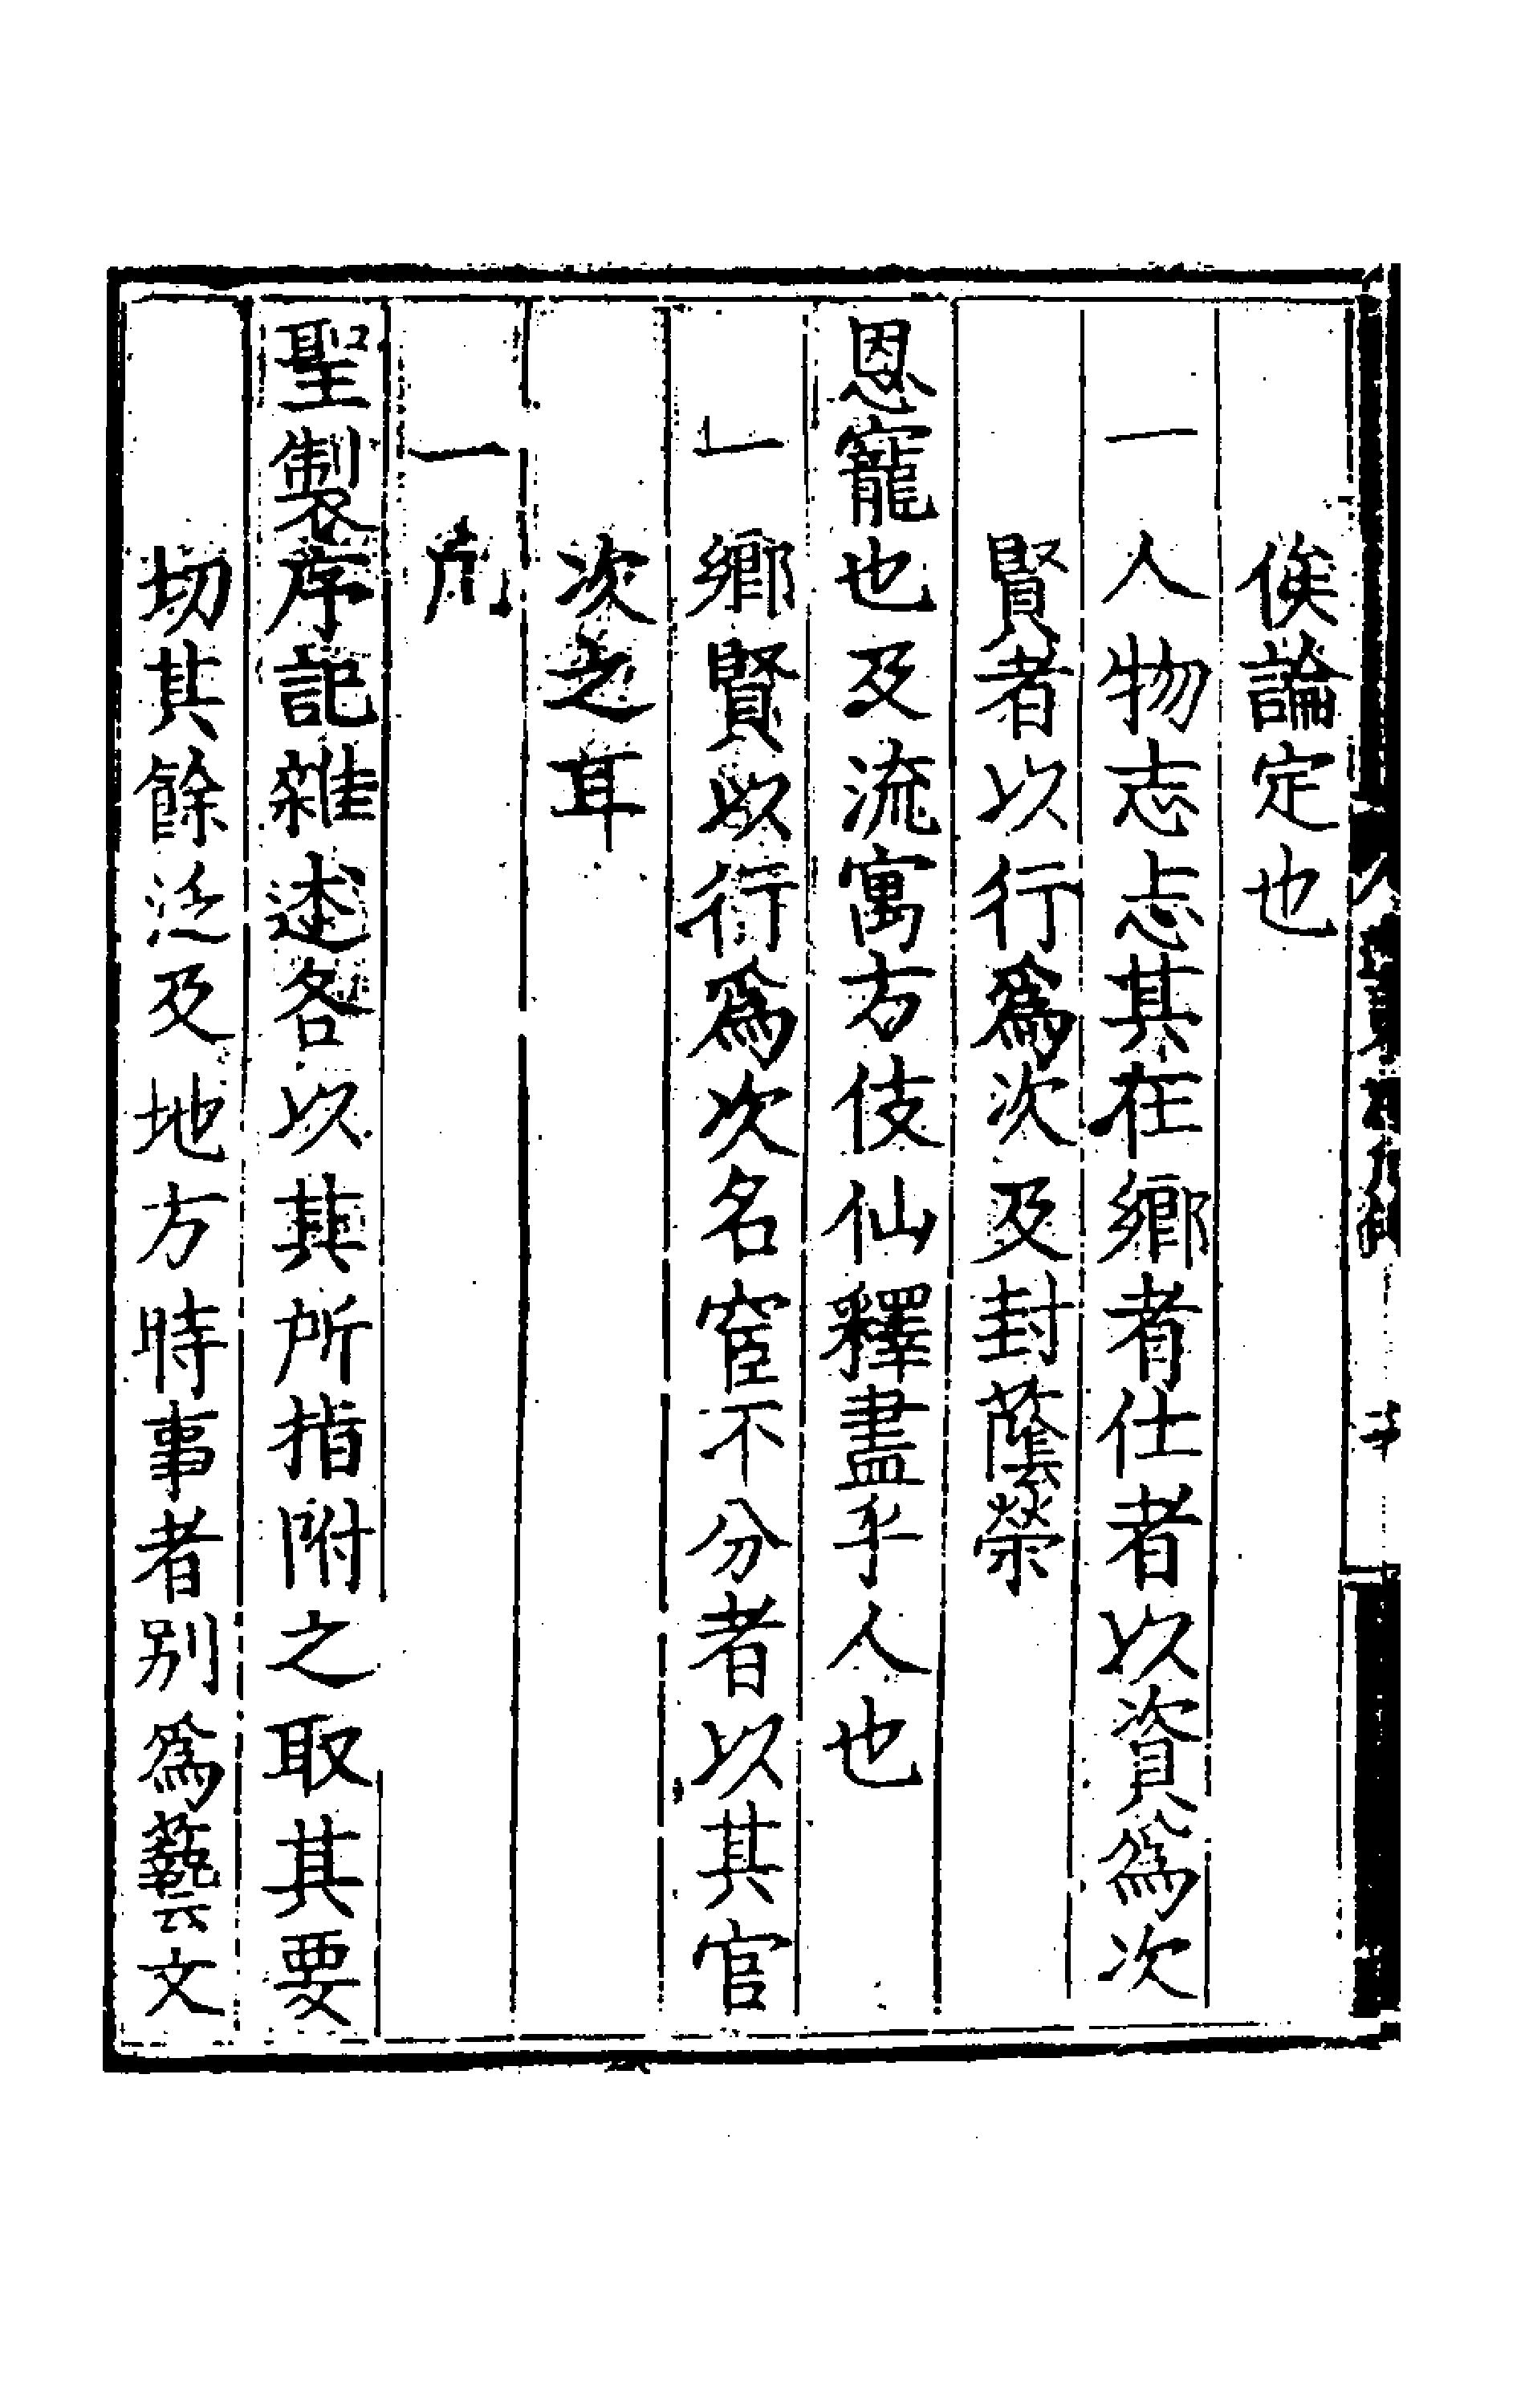 俟論定也
一人物志志其在鄉者仕者以資爲次
賢者以行爲次及封蔭榮
恩寵也及流寓方伎仙釋盡乎人也
一鄉賢以行爲次名宦不分者以其官
次之耳
一凡
聖製序記雜述各以其所指附之取其要
切其餘泛及地方時事者別爲藝文